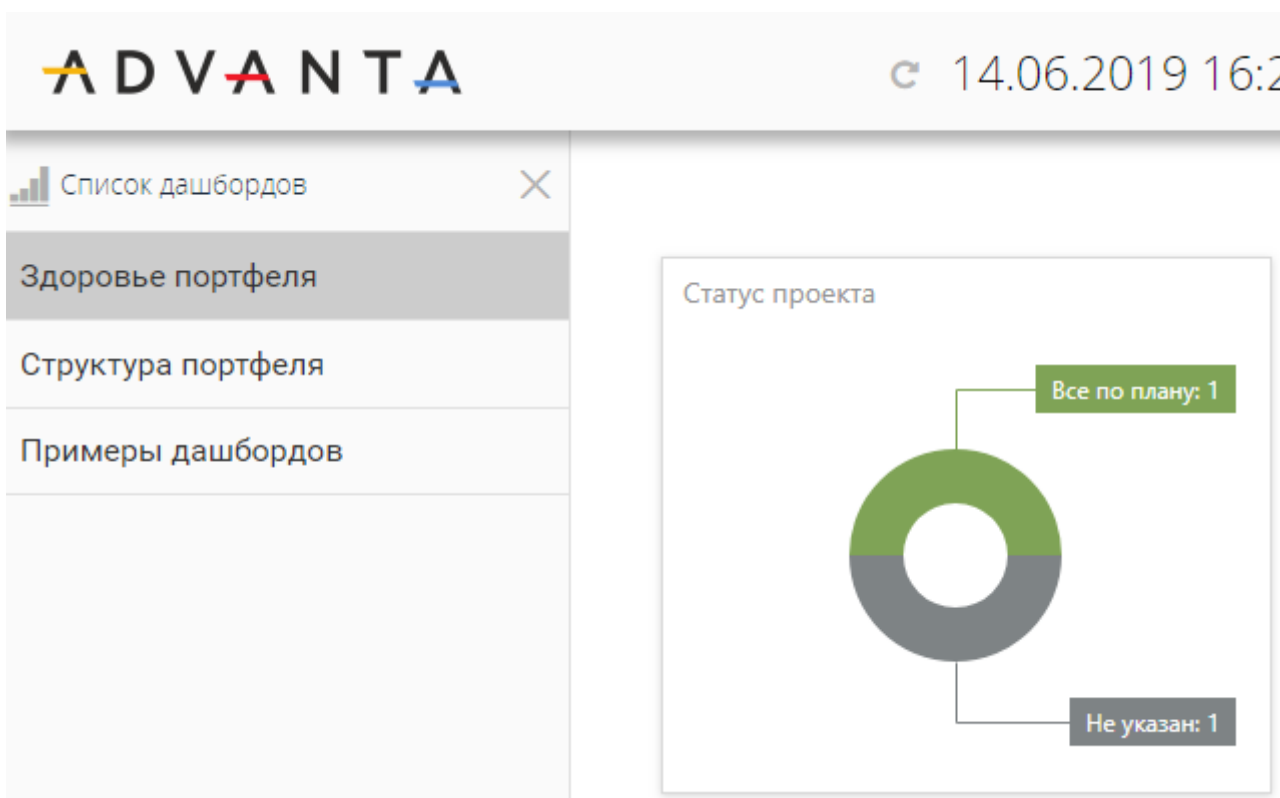 ADVANTA
14.06.2019 16:2
Список дашбордов
Здоровье портфеля
Структура портфеля
Примеры дашбордов
Статус проекта
Все по плану: 1
Не указан: 1